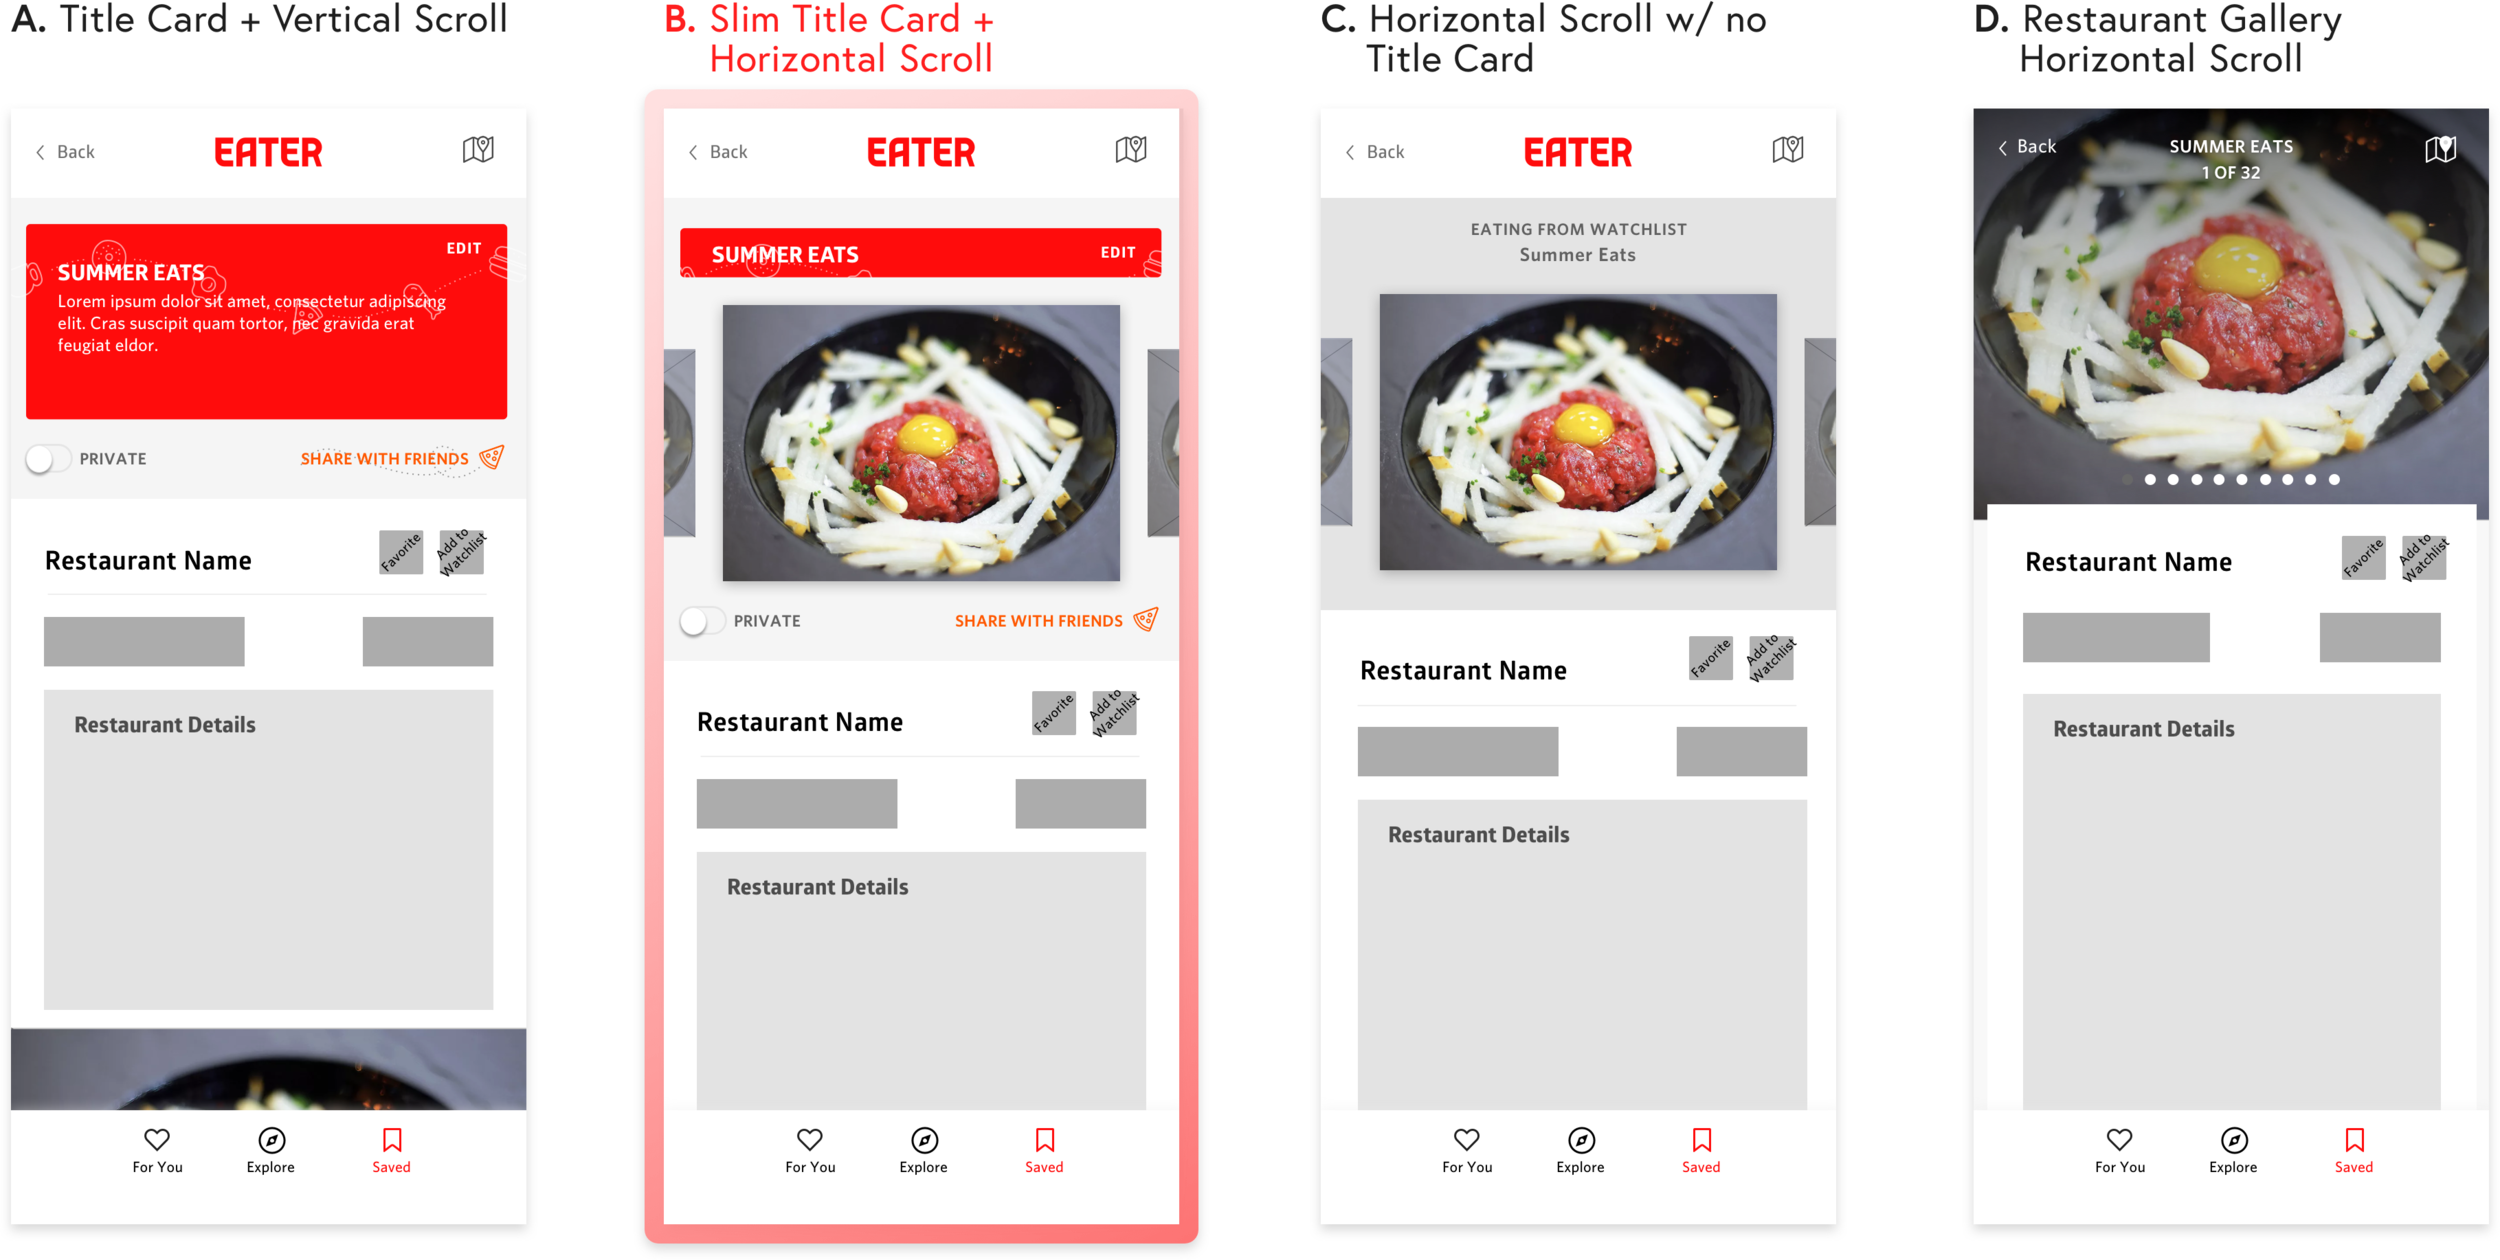 A. Title Card + Vertical Scroll
Back
EATER
EDIT
SUMMER EATS
Lorem ipsum dolor sit amet, consectetur adipiscing
elit. Cras suscipit quam tortor, nec gravida erat
feugiat eldor.
PRIVATE
SHARE WITH FRIENDS
Restaurant Name
Favorite
Add to
Watchlist
Restaurant Details
For You
Explore
Saved
B. Slim Title Card +
Horizontal Scroll
Back
EATER
SUMMER EATS
EDIT
PRIVATE
SHARE WITH FRIENDS
Restaurant Name
Favorite
Add to
Watchlist
Restaurant Details
For You
Explore
Saved
C. Horizontal Scroll w/ no
Title Card
Back
EATER
EATING FROM WATCHLIST
Summer Eats
Restaurant Name
Favorite
Add to
Watchlist
Restaurant Details
For You
Explore
Saved
D. Restaurant Gallery
Horizontal Scroll
Back
SUMMER EATS
1 OF 32
Restaurant Name
Favorite
Add to
Watchlist
Restaurant Details
For You
Explore
Saved